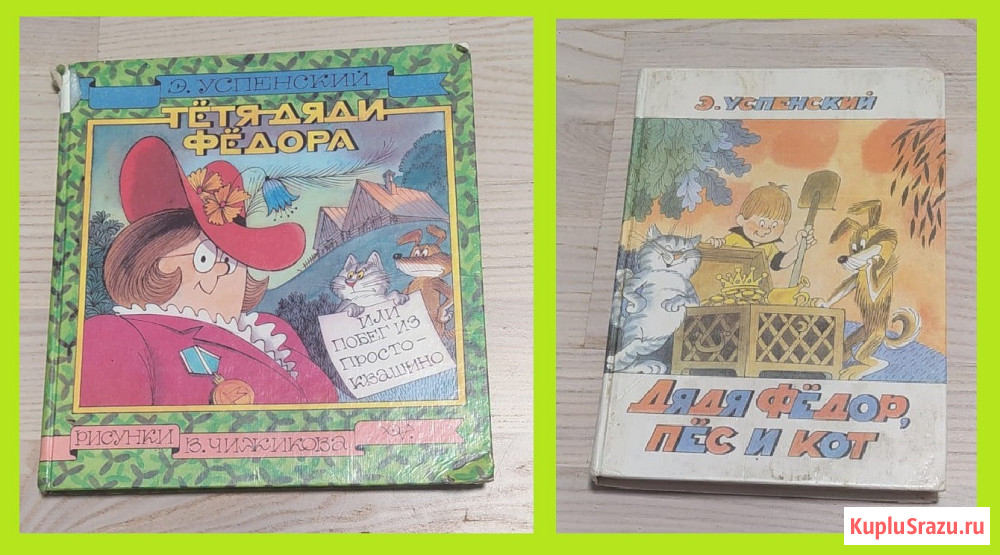 Э. УСПЕНСКИЙ
ТЁТЯ ДЯДИ
ФЁДОРА
ИЛИ
ПОБЕГ ИЗ
ПРОСТО-
КВАШИНО
РИСУНКИ
В. ЧИЖИКОВА
Э. УСПЕНСКИЙ
ДЯДЯ ФЁДОР,
ПЁС И КОТ
KupluSrazu.ru